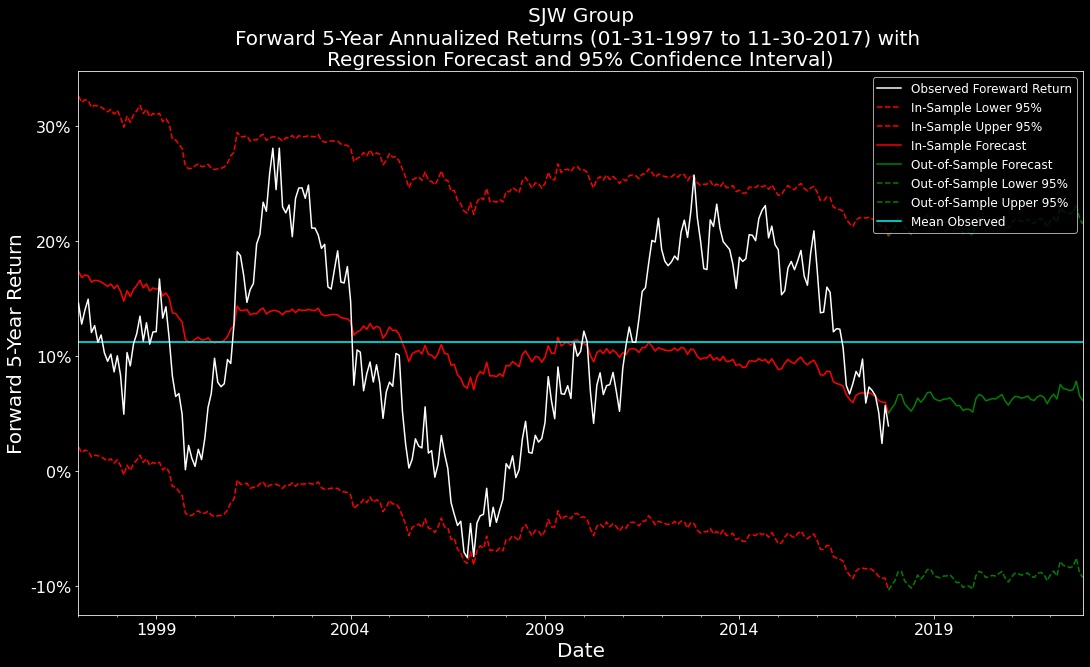 SJW Group
Forward 5-Year Annualized Returns (01-31-1997 to 11-30-2017) with
Regression Forecast and 95% Confidence Interval)
Observed Foreward Return
In-Sample Lower 95%
In-Sample Upper 95%
In-Sample Forecast
Out-of-Sample Forecast
Out-of-Sample Lower 95%
Out-of-Sample Upper 95%
Mean Observed
Forward 5-Year Return
30%
20%
10%
0%
-10%
1999
2004
2009
2014
2019
Date